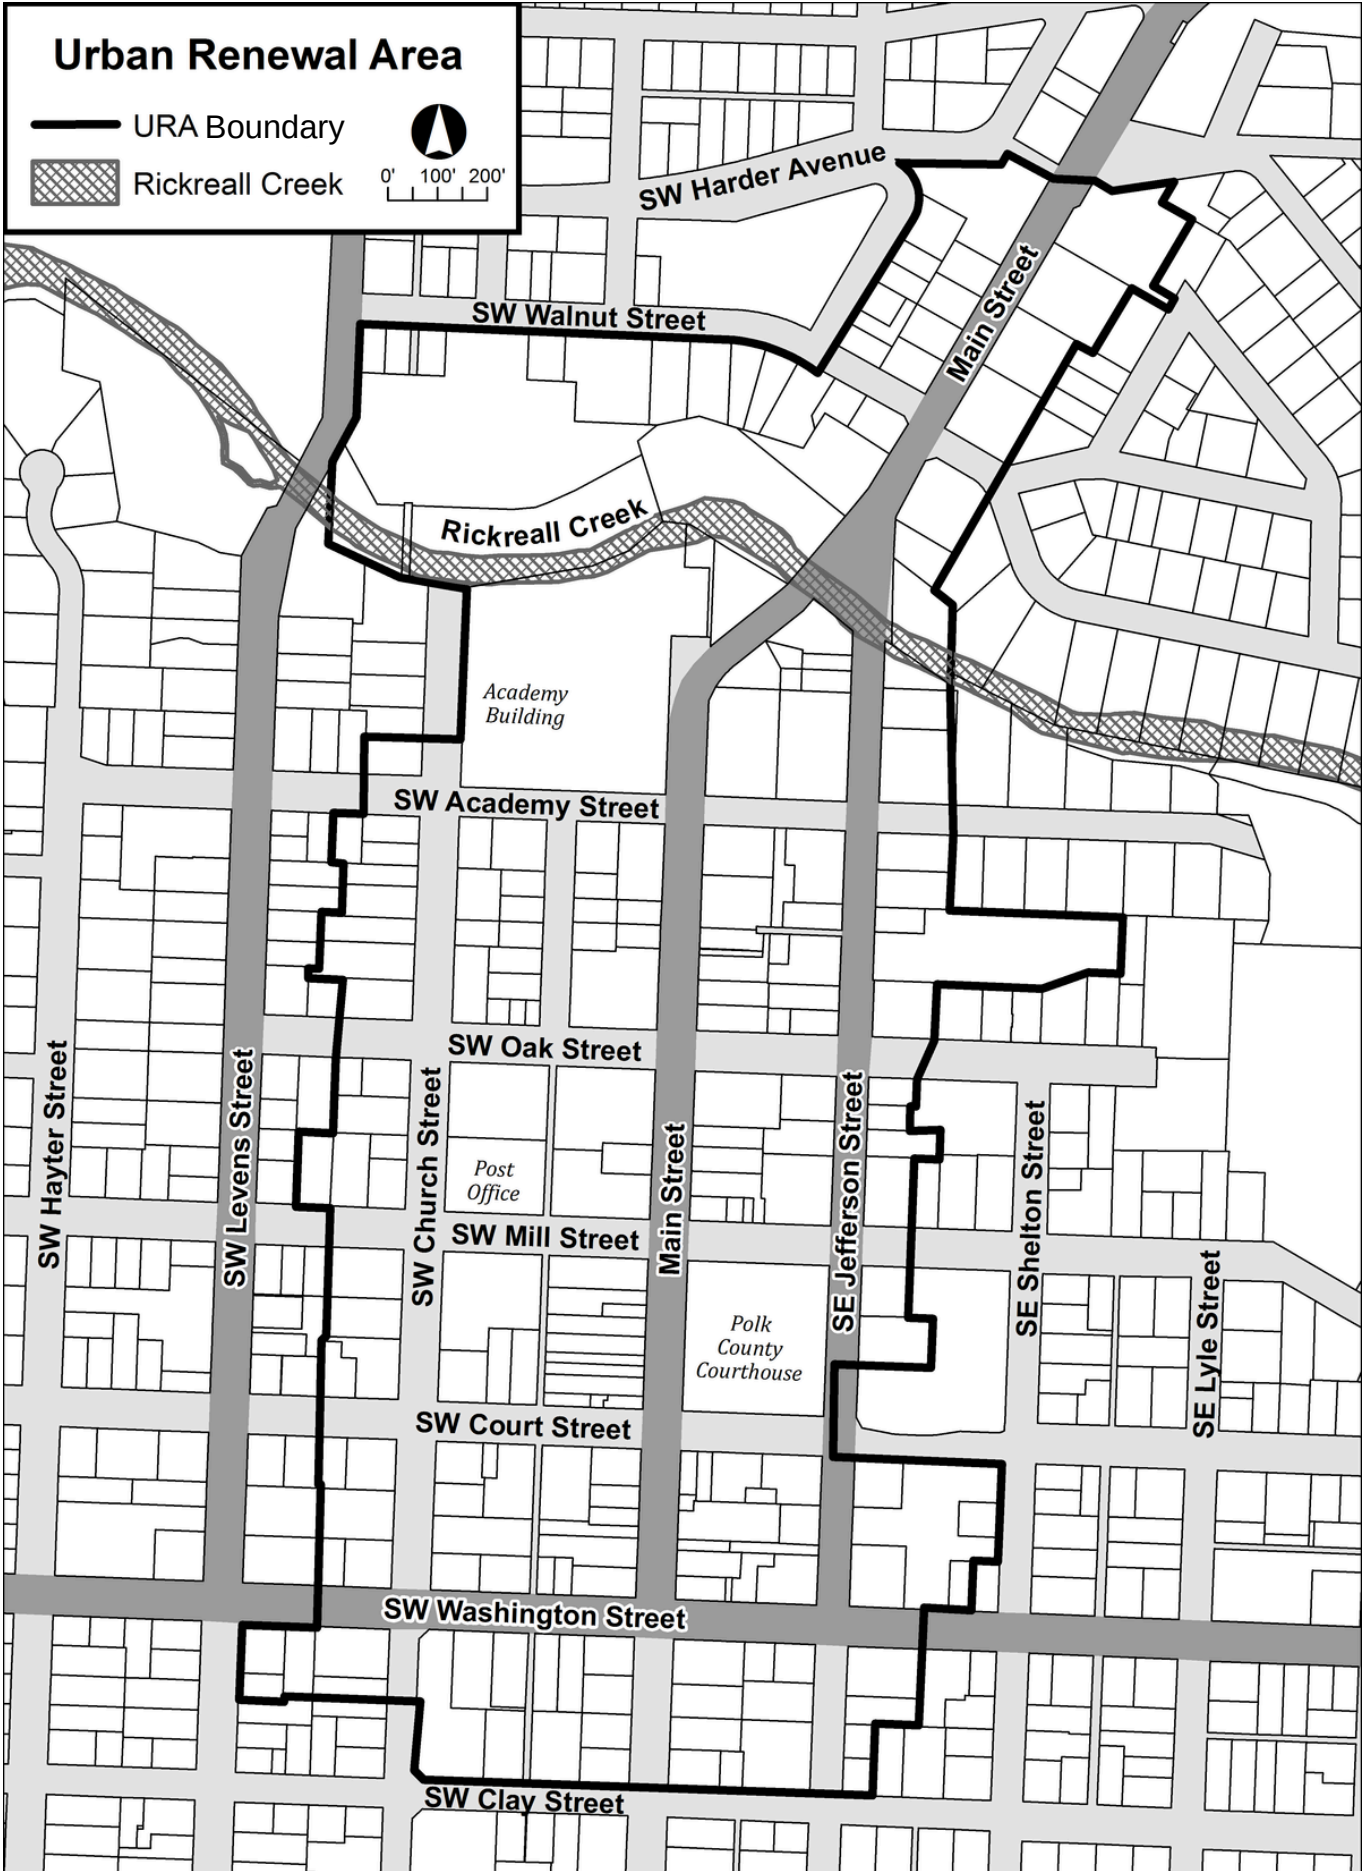 Urban Renewal Area
URA Boundary
Rickreall Creek
0' 100' 200'
SW Harder Avenue
Main Street
SW Walnut Street
Rickreall Creek
Academy
Building
SW Academy Street
SW Oak Street
SW Hayter Street
SW Levens Street
SW Church Street
Post
Office
Main Street
SE Jefferson Street
SE Shelton Street
SW Mill Street
SE Lyle Street
Polk
County
Courthouse
SW Court Street
SW Washington Street
SW Clay Street